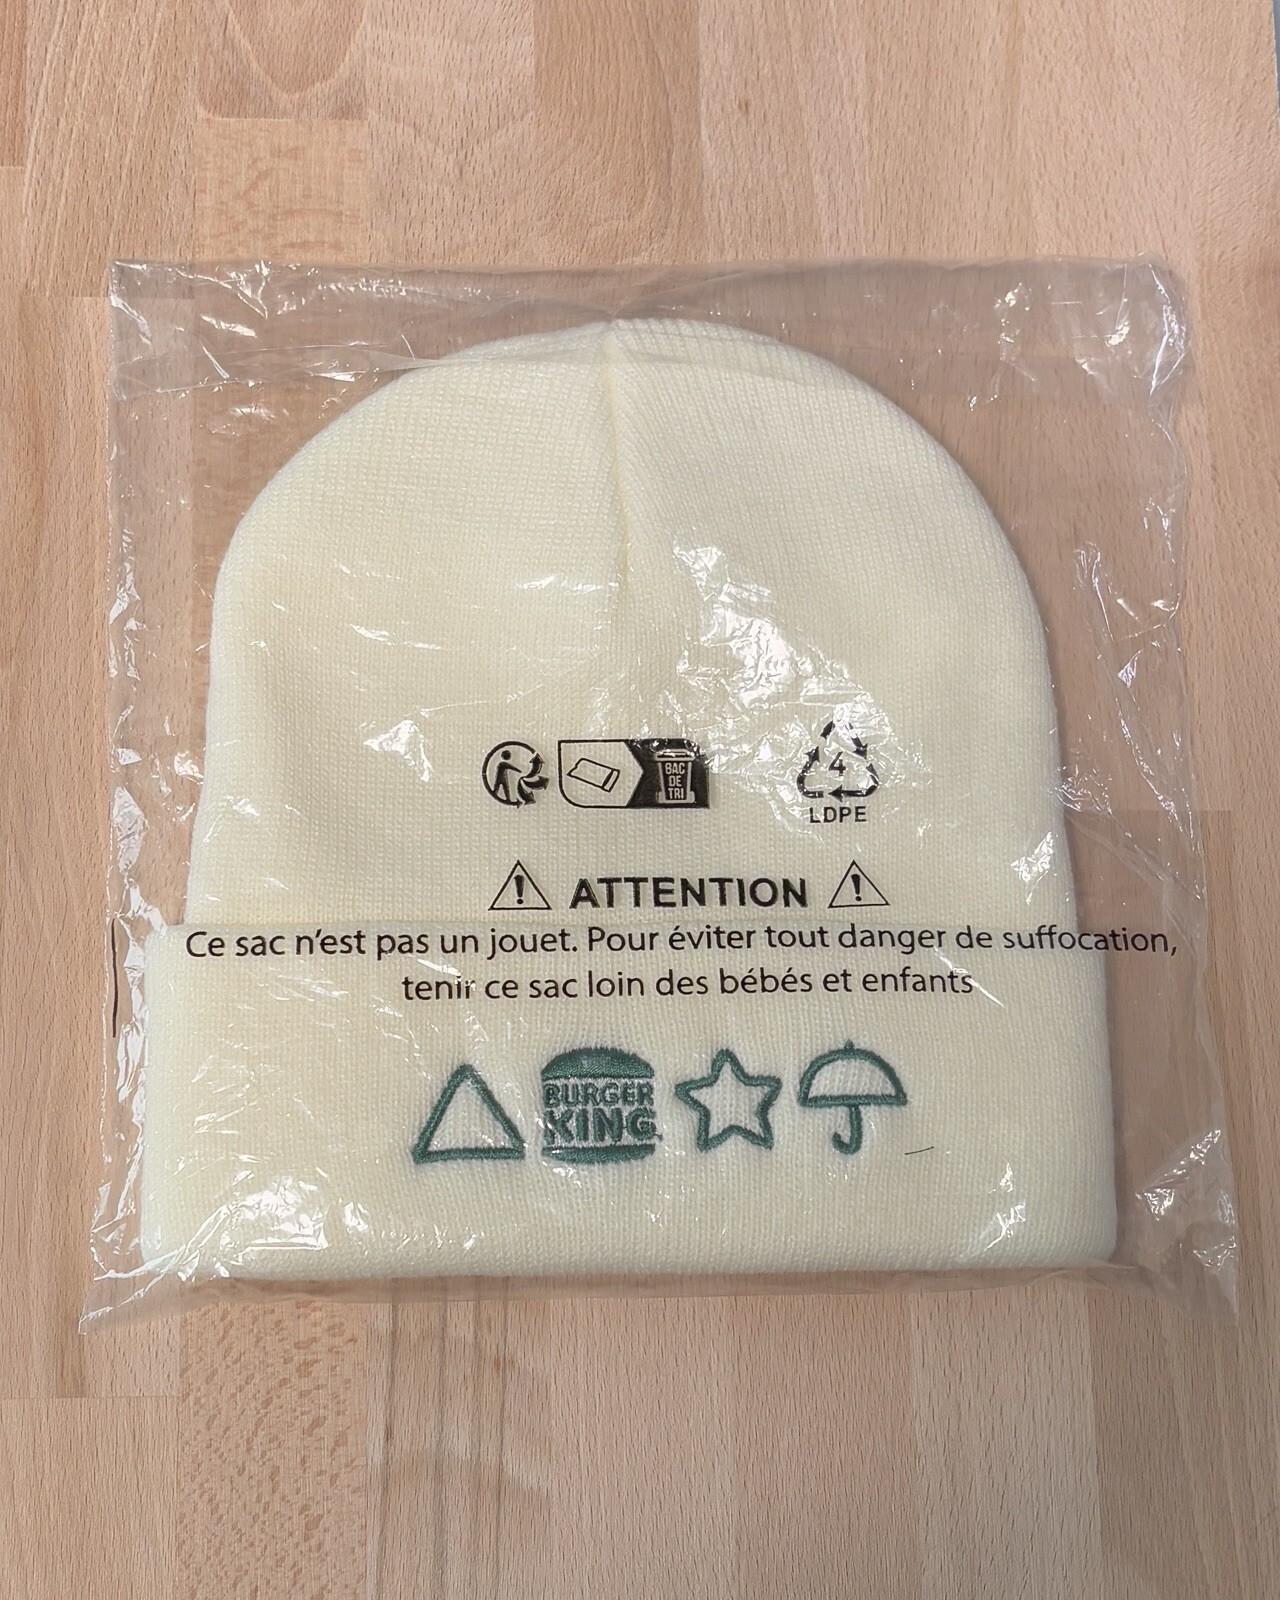 BAC
DE
TRI
4
LDPE
ATTENTION
Ce sac n'est pas un jouet. Pour éviter tout danger de suffocation,
tenir ce sac loin des bébés et enfants
BURGER
KING